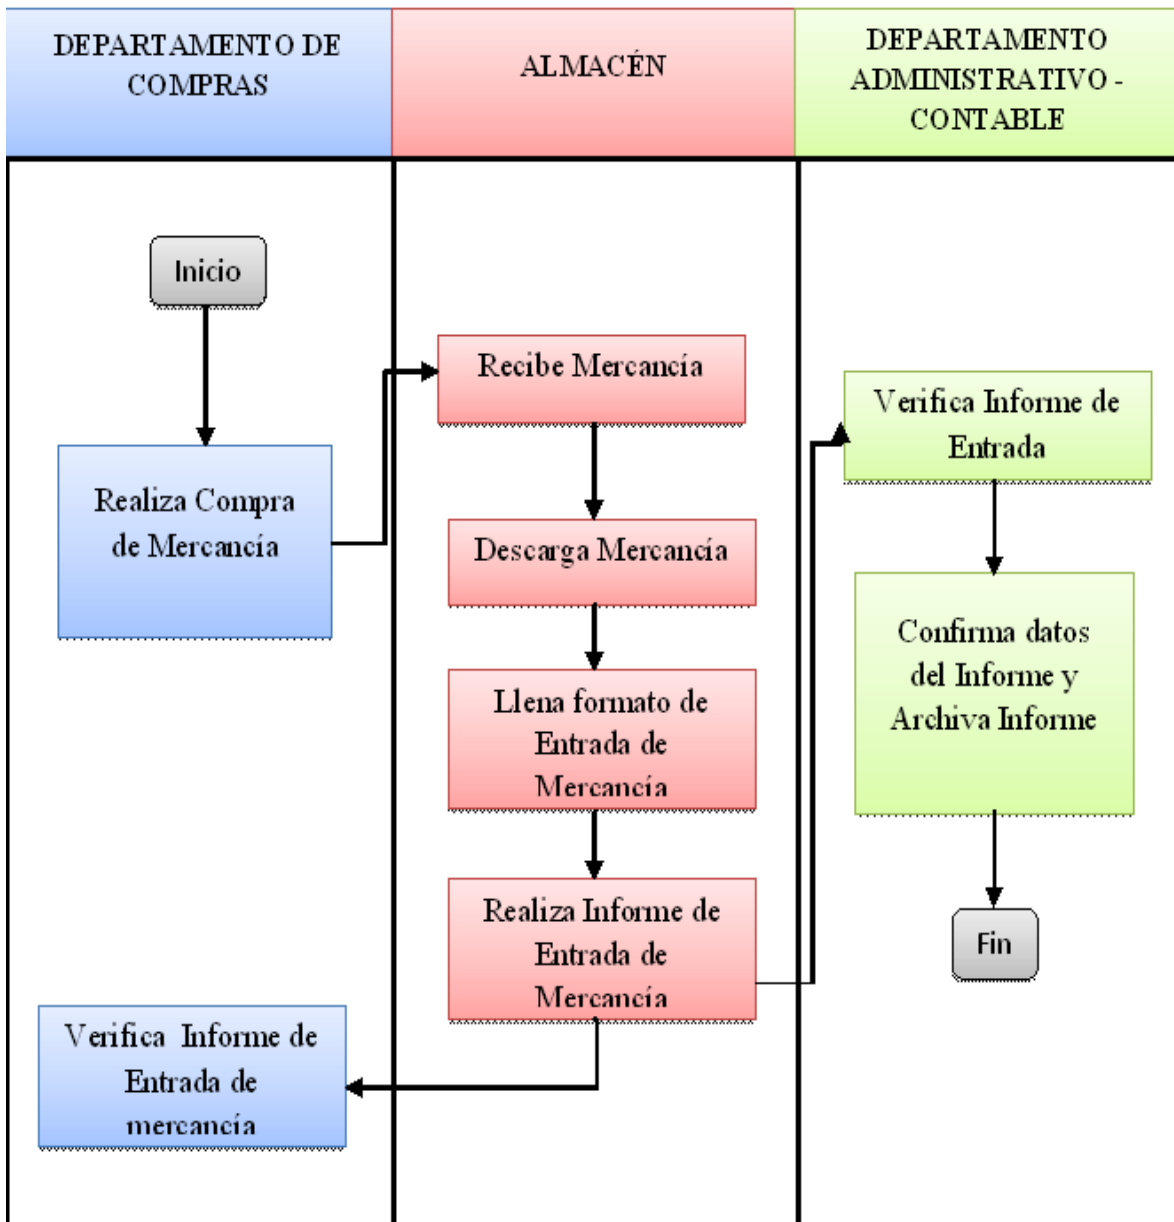 DEPARTAMENTO DE
COMPRAS
ALMACÉN
DEPARTAMENTO
ADMINISTRATIVO -
CONTABLE
Inicio
Realiza Compra
de Mercancía
Recibe Mercancía
Descarga Mercancía
Llena formato de
Entrada de
Mercancía
Realiza Informe de
Entrada de
Mercancía
Verifica Informe de
Entrada de
mercancía
Verifica Informe de
Entrada
Confirma datos
del Informe y
Archiva Informe
Fin